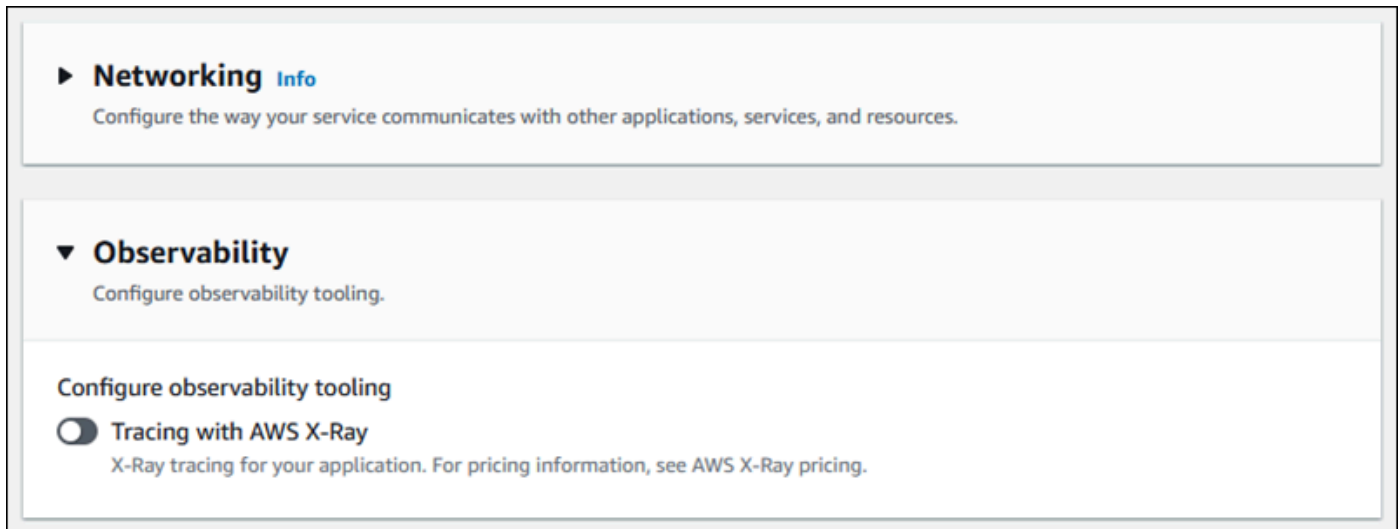 Networking Info
Configure the way your service communicates with other applications, services, and resources.
Observability
Configure observability tooling.
Configure observability tooling
Tracing with AWS X-Ray
X-Ray tracing for your application. For pricing information, see AWS X-Ray pricing.